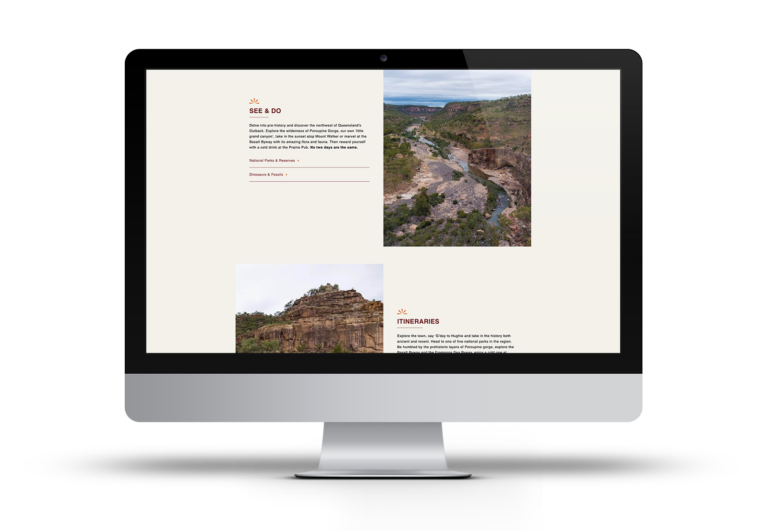 SEE & DO
Delve into pre-history and discover the northwest of Queensland's
Outback. Explore the wilderness of Porcupine Gorge, our own 'little
grand canyon', take in the sunset atop Mount Walker or marvel at the
Basalt Byway with its amazing flora and fauna. Then reward yourself
with a cold drink at the Prairie Pub. No two days are the same.
National Parks & Reserves
Dinosaurs & Fossils
ITINERARIES
Explore the town, say 'G'day to Hughie and take in the history both
ancient and recent. Head to one of five national parks in the region.
Be humbled by the prehistoric layers of Porcupine gorge, explore the
Basalt Byway and the